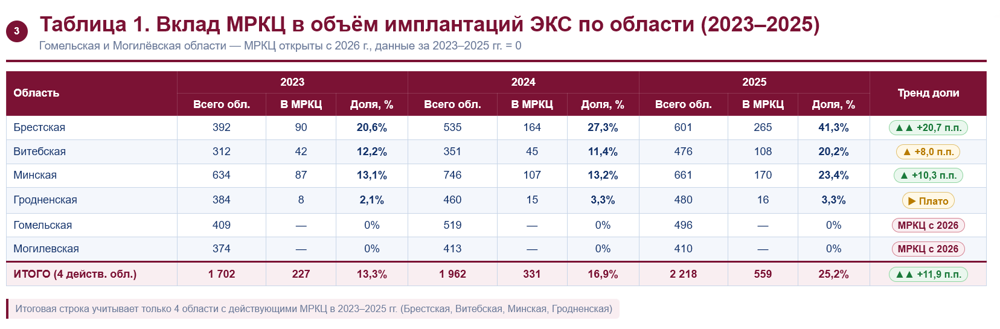 3
Таблица 1. Вклад МРКЦ в объём имплантаций ЭКС по области (2023–2025)
Гомельская и Могилёвская области — МРКЦ открыты с 2026 г., данные за 2023–2025 гг. = 0
Область 2023 2024 2025 Тренд доли
Всего обл. В МРКЦ Доля, % Всего обл. В МРКЦ Доля, % Всего обл. В МРКЦ Доля, %
Брестская 392 90 20,6% 535 164 27,3% 601 265 41,3% ▲▲ +20,7 п.п.
Витебская 312 42 12,2% 351 45 11,4% 476 108 20,2% ▲ +8,0 п.п.
Минская 634 87 13,1% 746 107 13,2% 661 170 23,4% ▲ +10,3 п.п.
Гродненская 384 8 2,1% 460 15 3,3% 480 16 3,3% ▶ Плато
Гомельская 409 — 0% 519 — 0% 496 — 0% МРКЦ с 2026
Могилевская 374 — 0% 413 — 0% 410 — 0% МРКЦ с 2026
ИТОГО (4 действ. обл.) 1 702 227 13,3% 1 962 331 16,9% 2 218 559 25,2% ▲▲ +11,9 п.п.
Итоговая строка учитывает только 4 области с действующими МРКЦ в 2023–2025 гг. (Брестская, Витебская, Минская, Гродненская)